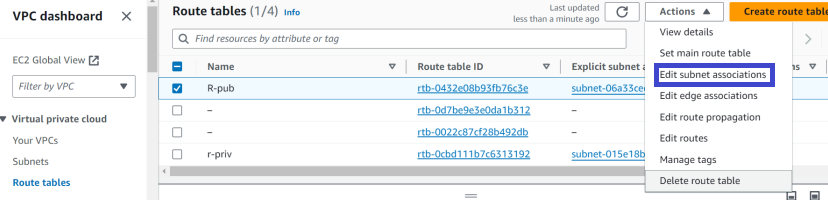 VPC dashboard
EC2 Global View
Filter by VPC
Virtual private cloud
Your VPCs
Subnets
Route tables
Route tables (1/4) Info
Last updated
less than a minute ago
Actions
Create route table
Find resources by attribute or tag
Name Route table ID Explicit subnet a
R-pub rtb-0432e08b93fb76c3e subnet-06a33ce
– rtb-0d7be9e3e0da1b312 –
– rtb-0022c87cf28b492db –
r-priv rtb-0cbd111b7c6313192 subnet-015e18b
View details
Set main route table
Edit subnet associations
Edit edge associations
Edit route propagation
Edit routes
Manage tags
Delete route table